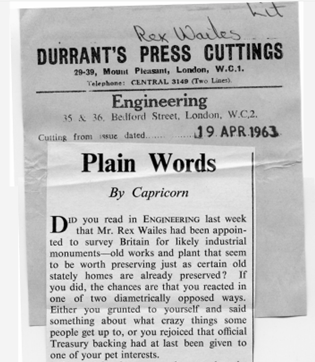 Lit
Rex Wailes
DURRANT'S PRESS CUTTINGS
29-39, Mount Pleasant, London, W.C.1.
Telephone: CENTRAL 3149 (Two Lines).
Engineering
35 & 36, Bedford Street, London, W.C.2.
Cutting from issue dated............19 APR 1963
Plain Words
By Capricorn
DID you read in ENGINEERING last week
that Mr. Rex Wailes had been appoin-
ted to survey Britain for likely industrial
monuments—old works and plant that seem
to be worth preserving just as certain old
stately homes are already preserved? If
you did, the chances are that you reacted in
one of two diametrically opposed ways.
Either you grunted to yourself and said
something about what crazy things some
people get up to, or you rejoiced that official
Treasury backing had at last been given to
one of your pet interests.